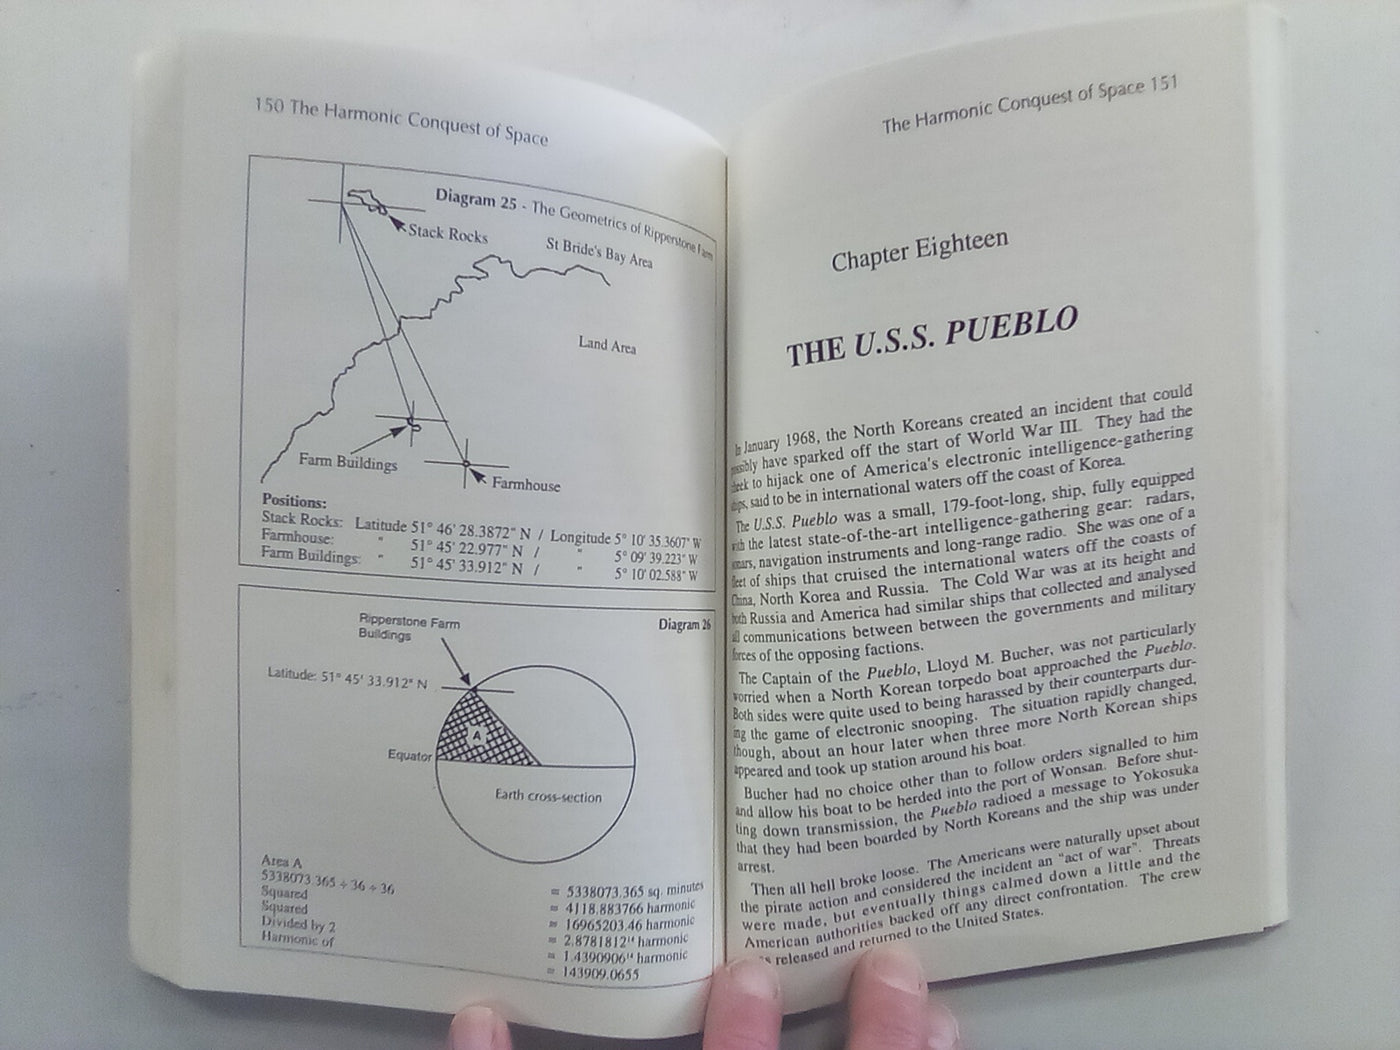 150 The Harmonic Conquest of Space
Diagram 25 - The Geometrics of Ripperstone Farm
Stack Rocks
St Bride's Bay Area
Land Area
Farm Buildings
Farmhouse
Positions:
Stack Rocks: Latitude 51° 46' 28.3872" N / Longitude 5° 10' 35.3607" W
Farmhouse: " 51° 45' 22.977" N / " 5° 09' 39.223" W
Farm Buildings: " 51° 45' 33.912" N / " 5° 10' 02.588" W
Diagram 26
Ripperstone Farm
Buildings
Latitude: 51° 45' 33.912" N
A
Equator
Earth cross-section
Area A = 5338073.365 sq. minutes
5338073.365 ÷ 36 ÷ 36 = 4118.883766 harmonic
Squared = 16965203.46 harmonic
Squared = 2.8781812¹⁴ harmonic
Divided by 2 = 1.4390906¹⁴ harmonic
Harmonic of = 143909.0655
The Harmonic Conquest of Space 151
Chapter Eighteen
THE U.S.S. PUEBLO
In January 1968, the North Koreans created an incident that could
possibly have sparked off the start of World War III. They had the
cheek to hijack one of America's electronic intelligence-gathering
ships, said to be in international waters off the coast of Korea.
The U.S.S. Pueblo was a small, 179-foot-long, ship, fully equipped
with the latest state-of-the-art intelligence-gathering gear: radars,
sonars, navigation instruments and long-range radio. She was one of a
fleet of ships that cruised the international waters off the coasts of
China, North Korea and Russia. The Cold War was at its height and
both Russia and America had similar ships that collected and analysed
all communications between between the governments and military
forces of the opposing factions.
The Captain of the Pueblo, Lloyd M. Bucher, was not particularly
worried when a North Korean torpedo boat approached the Pueblo.
Both sides were quite used to being harassed by their counterparts dur-
ing the game of electronic snooping. The situation rapidly changed,
though, about an hour later when three more North Korean ships
appeared and took up station around his boat.
Bucher had no choice other than to follow orders signalled to him
and allow his boat to be herded into the port of Wonsan. Before shut-
ting down transmission, the Pueblo radioed a message to Yokosuka
that they had been boarded by North Koreans and the ship was under
arrest.
Then all hell broke loose. The Americans were naturally upset about
the pirate action and considered the incident an "act of war". Threats
were made, but eventually things calmed down a little and the
American authorities backed off any direct confrontation. The crew
released and returned to the United States.